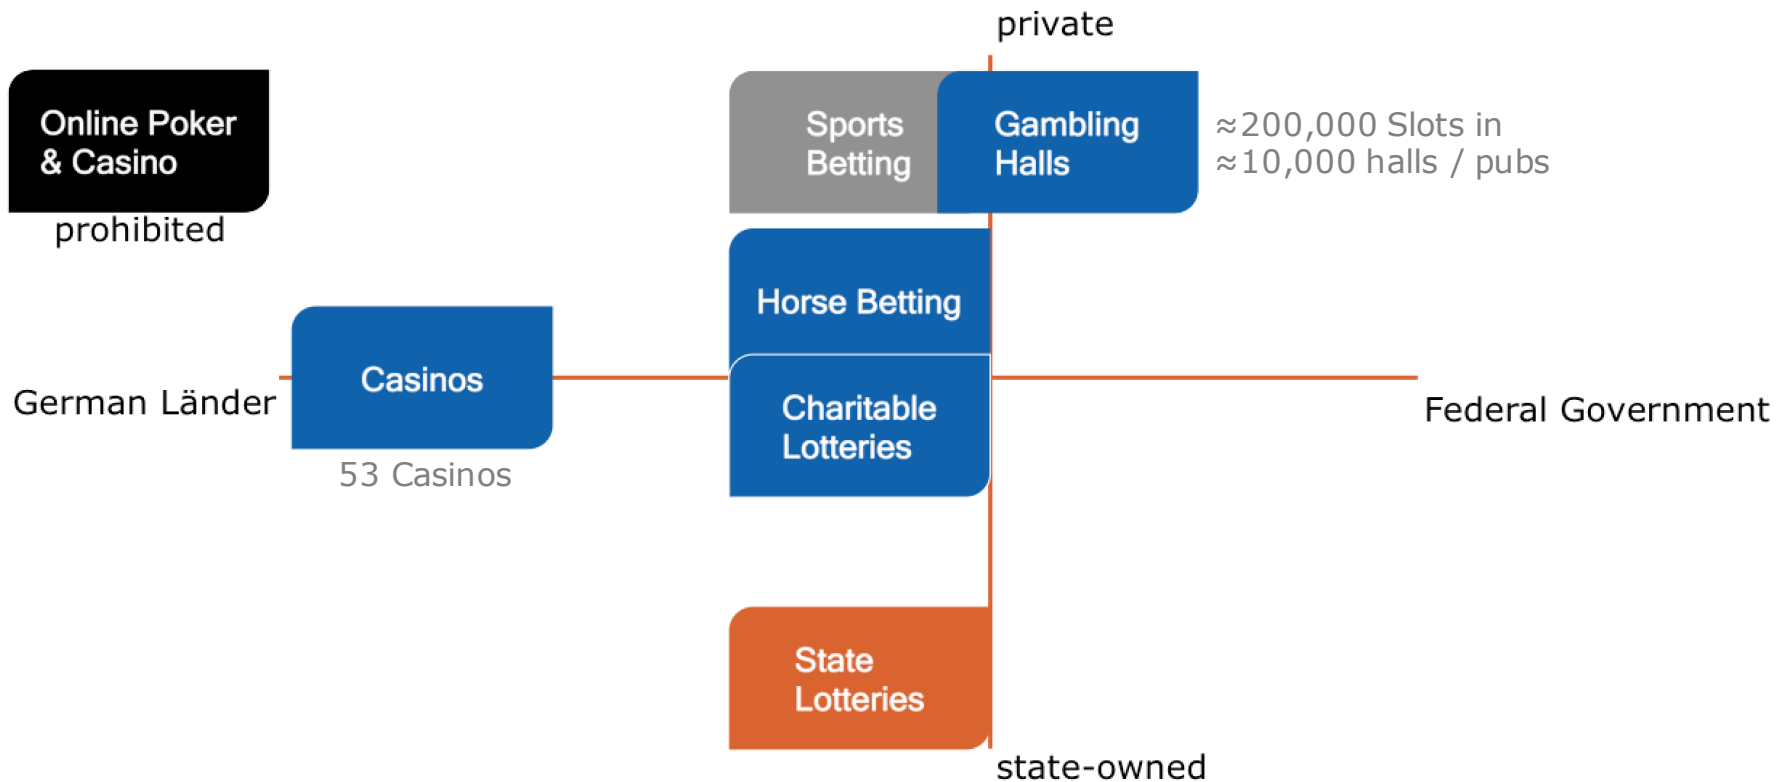 private
Online Poker
& Casino
prohibited
Sports
Betting
Gambling
Halls
≈200,000 Slots in
≈10,000 halls / pubs
Horse Betting
German Länder
Casinos
53 Casinos
Charitable
Lotteries
Federal Government
State
Lotteries
state-owned